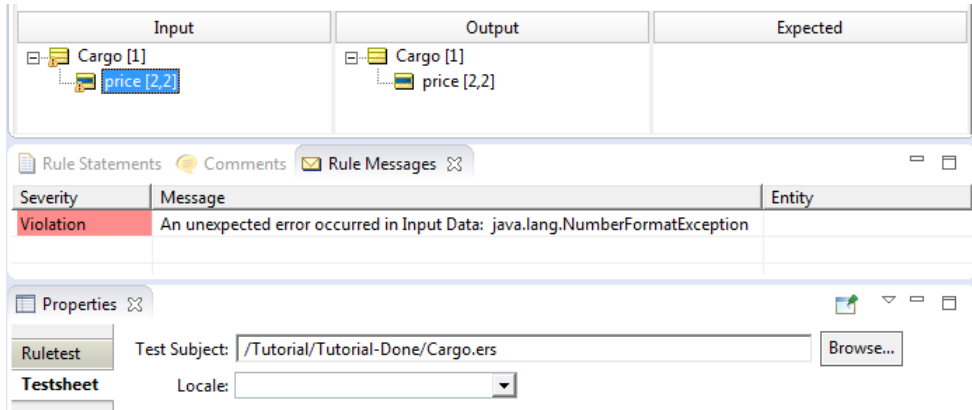 Input Output Expected
Cargo [1] Cargo [1]
price [2,2] price [2,2]
Rule Statements Comments Rule Messages
Severity Message Entity
Violation An unexpected error occurred in Input Data: java.lang.NumberFormatException
Properties
Ruletest Test Subject: /Tutorial/Tutorial-Done/Cargo.ers Browse...
Testsheet Locale: